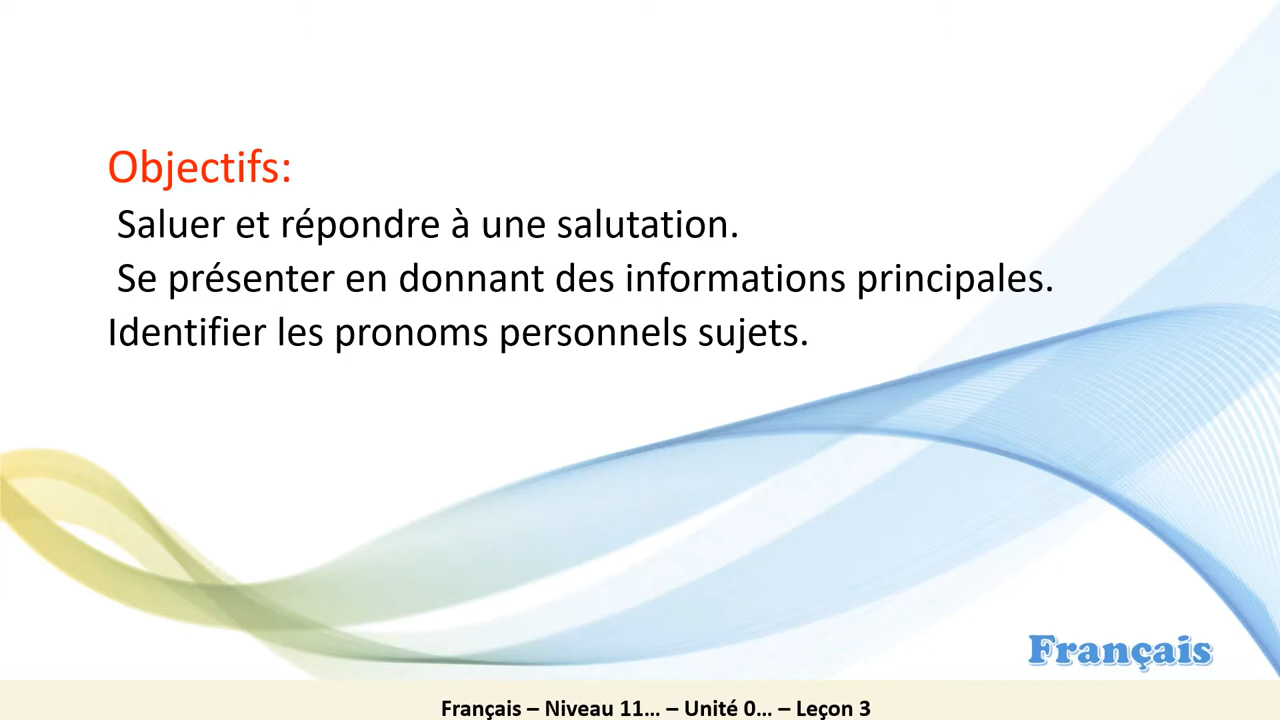 Objectifs:
Saluer et répondre à une salutation.
Se présenter en donnant des informations principales.
Identifier les pronoms personnels sujets.
Français
Français – Niveau 11... – Unité 0... – Leçon 3